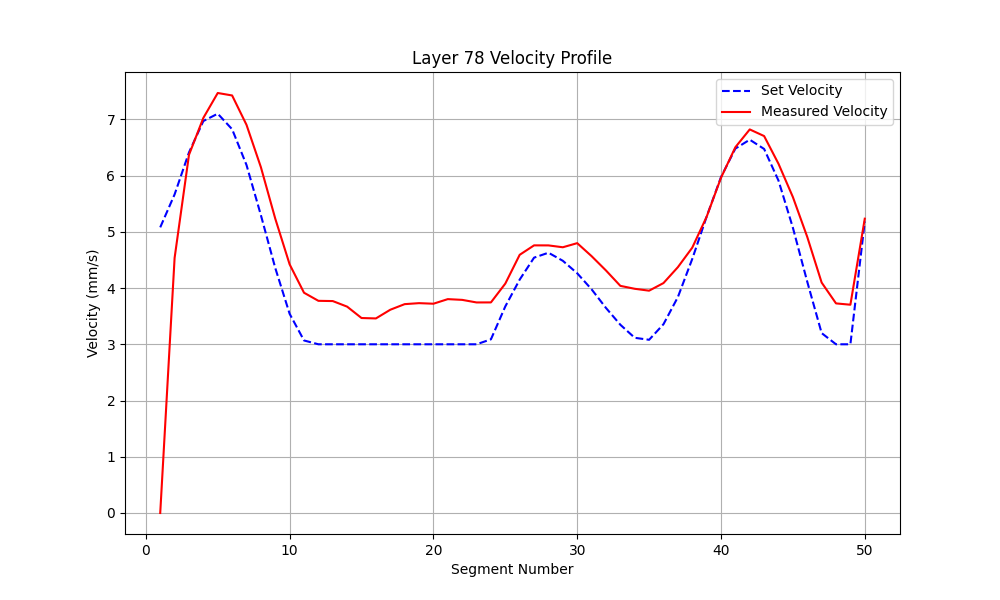 Layer 78 Velocity Profile
Set Velocity
Measured Velocity
Velocity (mm/s)
7
6
5
4
3
2
1
0
0 10 20 30 40 50
Segment Number